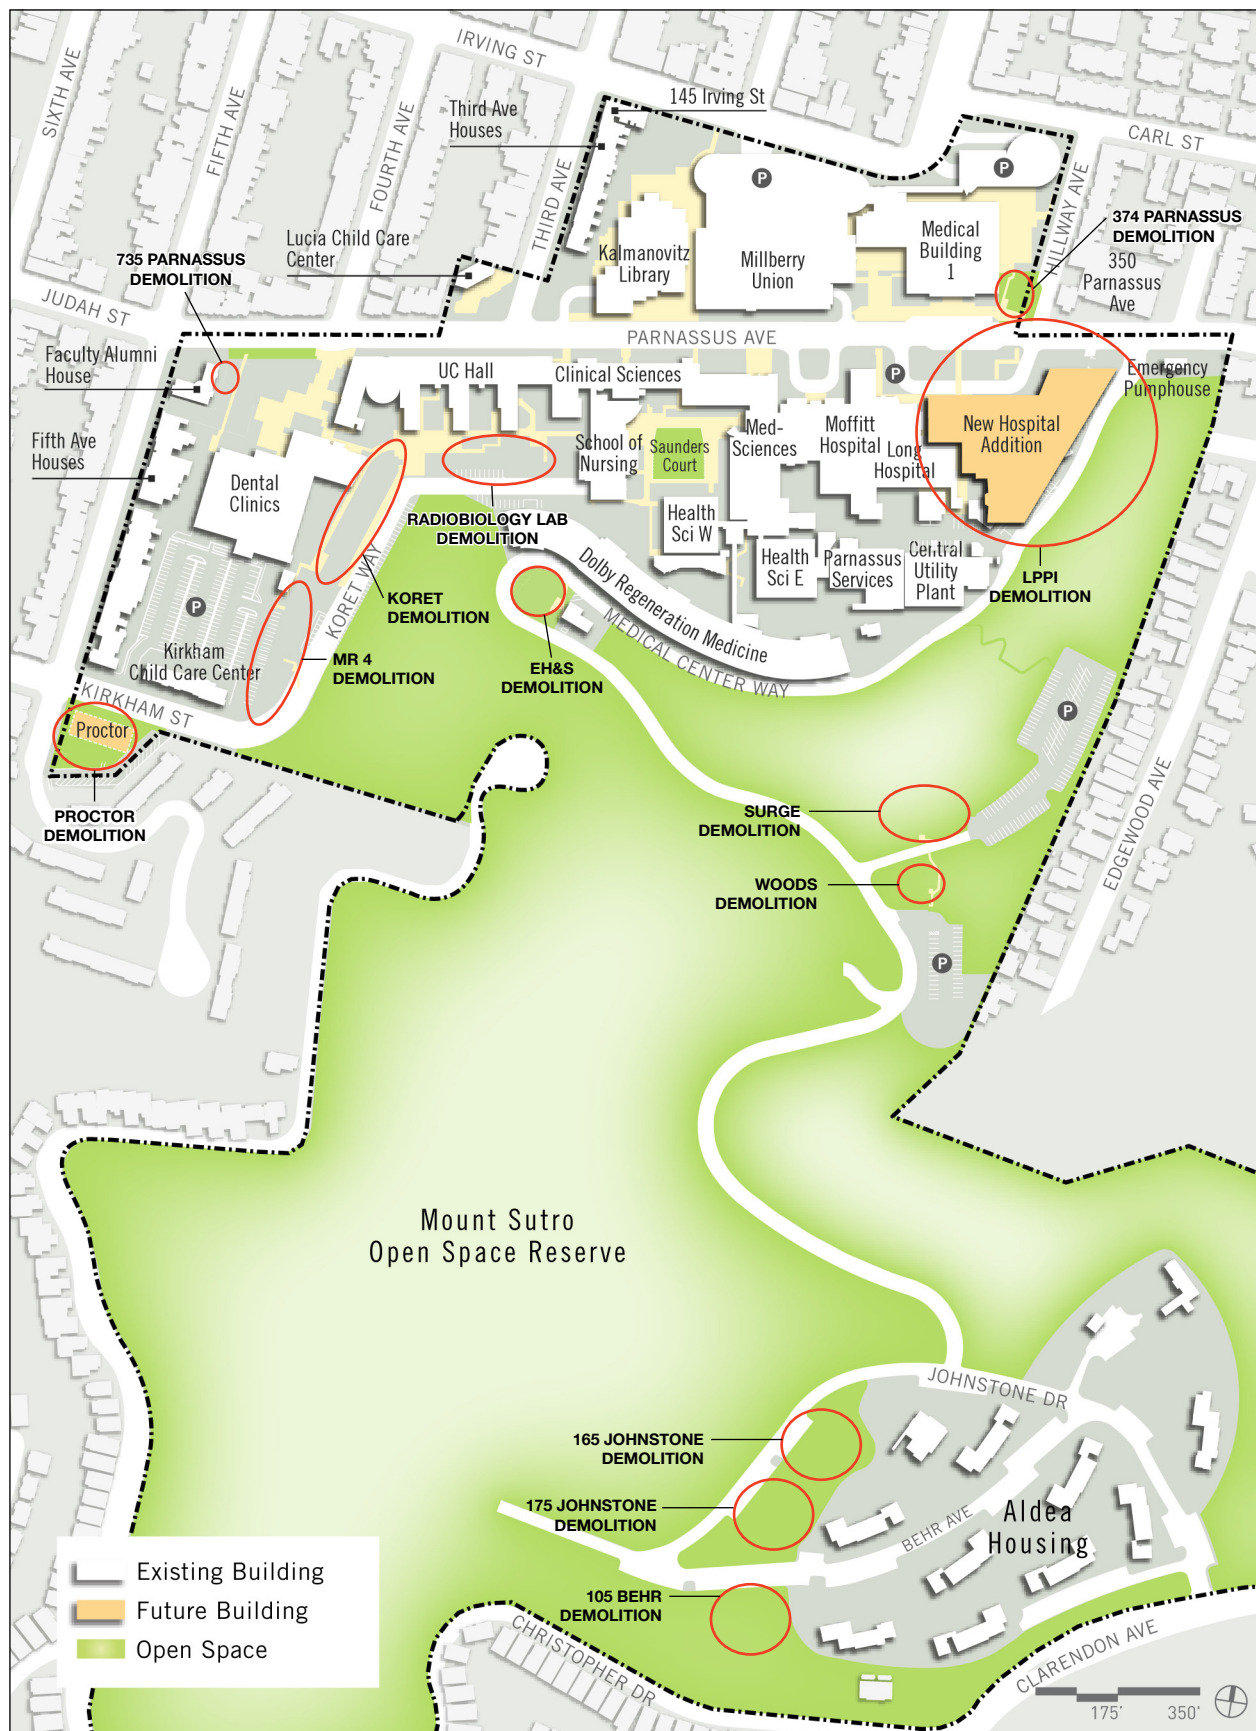 IRVING ST
SIXTH AVE
FIFTH AVE
FOURTH AVE
Third Ave
Houses
145 Irving St
CARL ST
P
P
THIRD AVE
HILLWAY AVE
374 PARNASSUS
DEMOLITION
350
Parnassus
Ave
Lucia Child Care
Center
735 PARNASSUS
DEMOLITION
Kalmanovitz
Library
Millberry
Union
Medical
Building
1
JUDAH ST
PARNASSUS AVE
Faculty Alumni
House
UC Hall
Clinical Sciences
P
Emergency
Pumphouse
Fifth Ave
Houses
School of
Nursing
Saunders
Court
Med-
Sciences
Moffitt
Hospital
Long
Hospital
New Hospital
Addition
Dental
Clinics
RADIOBIOLOGY LAB
DEMOLITION
Health
Sci W
Health
Sci E
Parnassus
Services
Central
Utility
Plant
LPPI
DEMOLITION
Dolby Regeneration Medicine
MEDICAL CENTER WAY
KORET WAY
KORET
DEMOLITION
P
Kirkham
Child Care Center
MR 4
DEMOLITION
EH&S
DEMOLITION
KIRKHAM ST
Proctor
P
PROCTOR
DEMOLITION
SURGE
DEMOLITION
EDGEWOOD AVE
WOODS
DEMOLITION
P
Mount Sutro
Open Space Reserve
JOHNSTONE DR
165 JOHNSTONE
DEMOLITION
175 JOHNSTONE
DEMOLITION
BEHR AVE
Aldea
Housing
105 BEHR
DEMOLITION
CHRISTOPHER DR
CLARENDON AVE
Existing Building
Future Building
Open Space
175'
350'